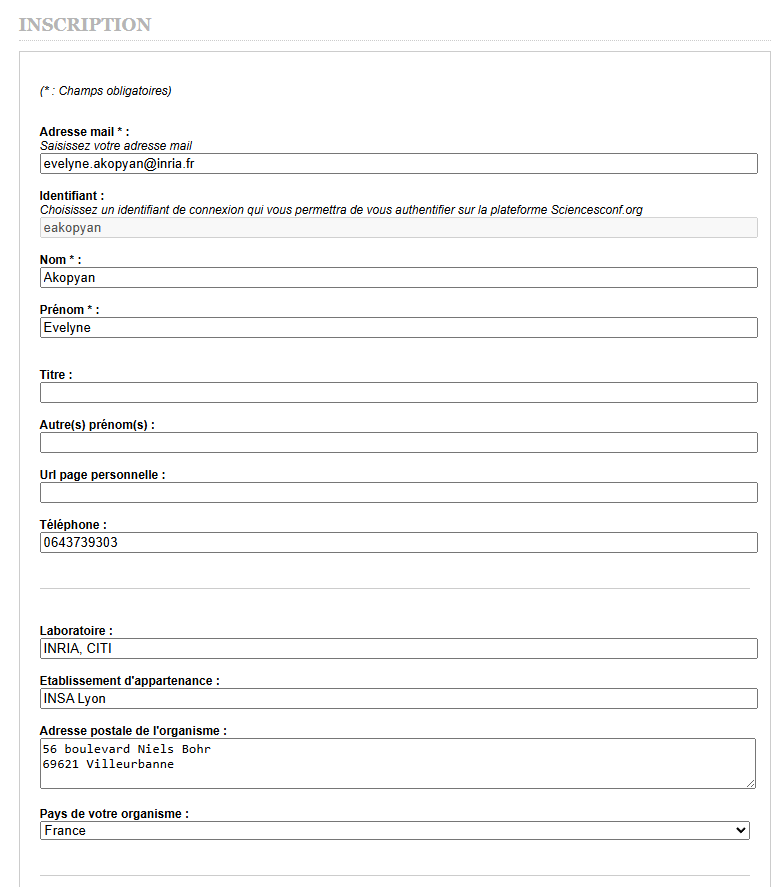 INSCRIPTION
(* : Champs obligatoires)
Adresse mail * :
Saisissez votre adresse mail
evelyne.akopyan@inria.fr
Identifiant :
Choisissez un identifiant de connexion qui vous permettra de vous authentifier sur la plateforme Sciencesconf.org
eakopyan
Nom * :
Akopyan
Prénom * :
Evelyne
Titre :
Autre(s) prénom(s) :
Url page personnelle :
Téléphone :
0643739303
Laboratoire :
INRIA, CITI
Etablissement d'appartenance :
INSA Lyon
Adresse postale de l'organisme :
56 boulevard Niels Bohr
69621 Villeurbanne
Pays de votre organisme :
France